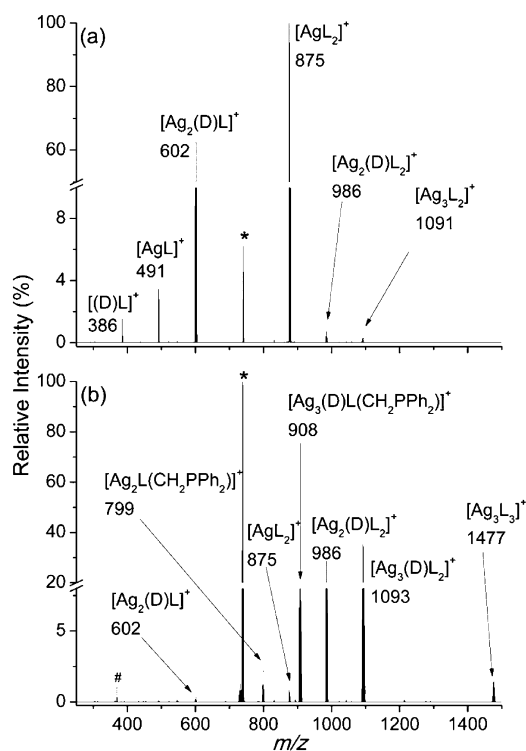 (a)
[AgL2]+
875
[Ag2(D)L]+
602
[Ag2(D)L2]+
986
[Ag3L2]+
1091
[AgL]+
491
[(D)L]+
386
*
100
80
60
8
4
0
Relative Intensity (%)
(b)
*
[Ag3(D)L(CH2PPh2)]+
908
[Ag2L(CH2PPh2)]+
799
[AgL2]+
875
[Ag2(D)L2]+
986
[Ag3(D)L2]+
1093
[Ag3L3]+
1477
[Ag2(D)L]+
602
#
100
80
60
40
20
5
0
400 600 800 1000 1200 1400
m/z